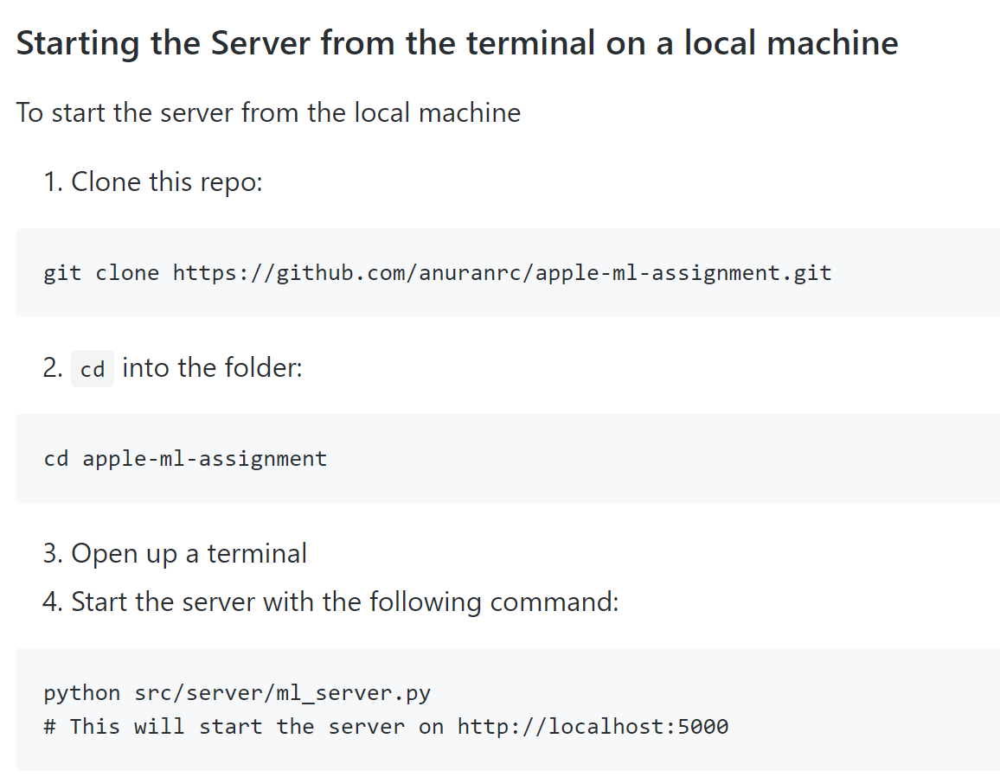 Starting the Server from the terminal on a local machine
To start the server from the local machine
1. Clone this repo:
git clone https://github.com/anuranrc/apple-ml-assignment.git
2. cd into the folder:
cd apple-ml-assignment
3. Open up a terminal
4. Start the server with the following command:
python src/server/ml_server.py
# This will start the server on http://localhost:5000